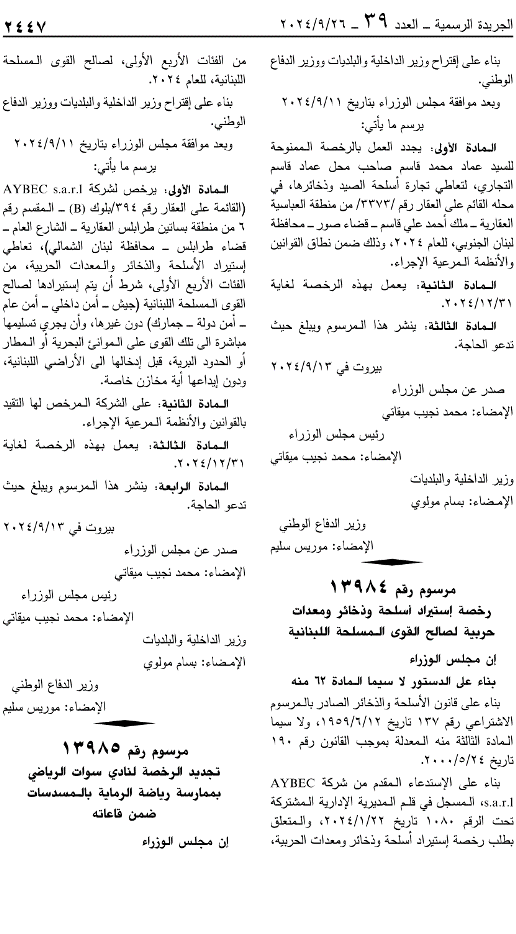 الجريدة الرسمية ــ العدد ٣٩ ــ ٢٠٢٤/٩/٢٦
٢٤٤٧
بناء على إقتراح وزير الداخلية والبلديات ووزير الدفاع
الوطني.
وبعد موافقة مجلس الوزراء بتاريخ ٢٠٢٤/٩/١١
يرسم ما يأتي:
المادة الأولى: يجدد العمل بالرخصة الممنوحة
للسيد عماد محمد قاسم صاحب محل عماد قاسم
التجاري، لتعاطي تجارة أسلحة الصيد وذخائرها، في
محله القائم على العقار رقم /٣٣٧٣/ من منطقة العباسية
العقارية ــ ملك أحمد علي قاسم ــ قضاء صور ــ محافظة
لبنان الجنوبي، للعام ٢٠٢٤، وذلك ضمن نطاق القوانين
والأنظمة المرعية الإجراء.
المادة الثانية: يعمل بهذه الرخصة لغاية
٢٠٢٤/١٢/٣١.
المادة الثالثة: ينشر هذا المرسوم ويبلغ حيث
تدعو الحاجة.
بيروت في ٢٠٢٤/٩/١٣
صدر عن مجلس الوزراء
الإمضاء: محمد نجيب ميقاتي
رئيس مجلس الوزراء
الإمضاء: محمد نجيب ميقاتي
وزير الداخلية والبلديات
الإمضاء: بسام مولوي
وزير الدفاع الوطني
الإمضاء: موريس سليم
مرسوم رقم ١٣٩٨٤
رخصة إستيراد أسلحة وذخائر ومعدات
حربية لصالح القوى المسلحة اللبنانية
إن مجلس الوزراء
بناء على الدستور لا سيما المادة ٦٢ منه
بناء على قانون الأسلحة والذخائر الصادر بالمرسوم
الاشتراعي رقم ١٣٧ تاريخ ١٩٥٩/٦/١٢، ولا سيما
المادة الثالثة منه المعدلة بموجب القانون رقم ١٩٠
تاريخ ٢٠٠٠/٥/٢٤.
بناء على الإستدعاء المقدم من شركة AYBEC
s.a.r.l، المسجل في قلم المديرية الإدارية المشتركة
تحت الرقم ١٠٨٠ تاريخ ٢٠٢٤/١/٢٢، والمتعلق
بطلب رخصة إستيراد أسلحة وذخائر ومعدات الحربية،
من الفئات الأربع الأولى، لصالح القوى المسلحة
اللبنانية، للعام ٢٠٢٤.
بناء على إقتراح وزير الداخلية والبلديات ووزير الدفاع
الوطني.
وبعد موافقة مجلس الوزراء بتاريخ ٢٠٢٤/٩/١١
يرسم ما يأتي:
المادة الأولى: يرخص لشركة AYBEC s.a.r.l
(القائمة على العقار رقم ٣٩٤/بلوك (B) ــ المقسم رقم
٦ من منطقة بساتين طرابلس العقارية ــ الشارع العام ــ
قضاء طرابلس ــ محافظة لبنان الشمالي)، تعاطي
إستيراد الأسلحة والذخائر والمعدات الحربية، من
الفئات الأربع الأولى، شرط أن يتم إستيرادها لصالح
القوى المسلحة اللبنانية (جيش ــ أمن داخلي ــ أمن عام
ــ أمن دولة ــ جمارك) دون غيرها، وأن يجري تسليمها
مباشرة الى تلك القوى على الموانئ البحرية أو المطار
أو الحدود البرية، قبل إدخالها الى الأراضي اللبنانية،
ودون إيداعها أية مخازن خاصة.
المادة الثانية: على الشركة المرخص لها التقيد
بالقوانين والأنظمة المرعية الإجراء.
المادة الثالثة: يعمل بهذه الرخصة لغاية
٢٠٢٤/١٢/٣١.
المادة الرابعة: ينشر هذا المرسوم ويبلغ حيث
تدعو الحاجة.
بيروت في ٢٠٢٤/٩/١٣
صدر عن مجلس الوزراء
الإمضاء: محمد نجيب ميقاتي
رئيس مجلس الوزراء
الإمضاء: محمد نجيب ميقاتي
وزير الداخلية والبلديات
الإمضاء: بسام مولوي
وزير الدفاع الوطني
الإمضاء: موريس سليم
مرسوم رقم ١٣٩٨٥
تجديد الرخصة لنادي سوات الرياضي
بممارسة رياضة الرماية بالمسدسات
ضمن قاعاته
إن مجلس الوزراء